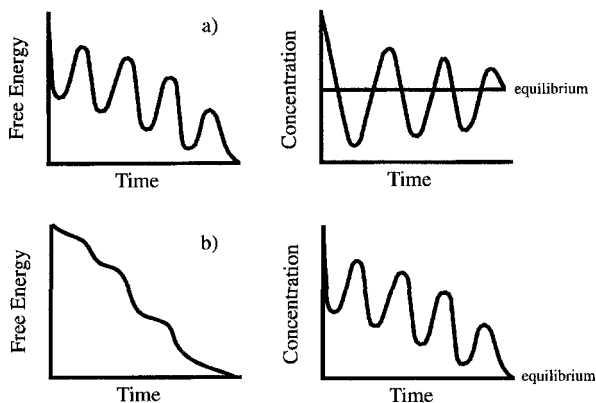 a)
Free Energy
Time
Concentration
equilibrium
Time
b)
Free Energy
Time
Concentration
equilibrium
Time